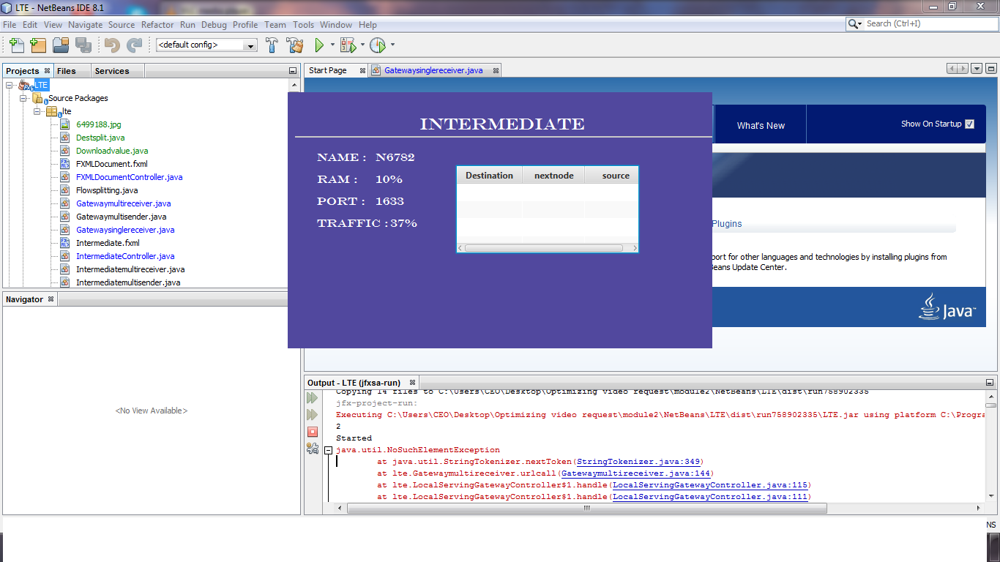 LTE - NetBeans IDE 8.1
File Edit View Navigate Source Refactor Run Debug Profile Team Tools Window Help
Search (Ctrl+I)
<default config>
Projects Files Services
LTE
Source Packages
lte
6499188.jpg
Destsplit.java
Downloadvalue.java
FXMLDocument.fxml
FXMLDocumentController.java
Flowsplitting.java
Gatewaymultireceiver.java
Gatewaymultisender.java
Gatewaysinglereceiver.java
Intermediate.fxml
IntermediateController.java
Intermediatemultireceiver.java
Intermediatemultisender.java
Navigator
<No View Available>
Start Page Gatewaysinglereceiver.java
What's New
Show On Startup
Plugins
port for other languages and technologies by installing plugins from
Beans Update Center.
Java
INTERMEDIATE
NAME : N6782
RAM : 10%
PORT : 1633
TRAFFIC : 37%
Destination nextnode source
Output - LTE (jfxsa-run)
Copying 14 files to C:\Users\CEO\Desktop\Optimizing video request\module2\NetBeans\LTE\dist\run758902335
jfx-project-run:
Executing C:\Users\CEO\Desktop\Optimizing video request\module2\NetBeans\LTE\dist\run758902335\LTE.jar using platform C:\Progra
2
Started
java.util.NoSuchElementException
at java.util.StringTokenizer.nextToken(StringTokenizer.java:349)
at lte.Gatewaymultireceiver.urlcall(Gatewaymultireceiver.java:144)
at lte.LocalServingGatewayController$1.handle(LocalServingGatewayController.java:115)
at lte.LocalServingGatewayController$1.handle(LocalServingGatewayController.java:111)
NS